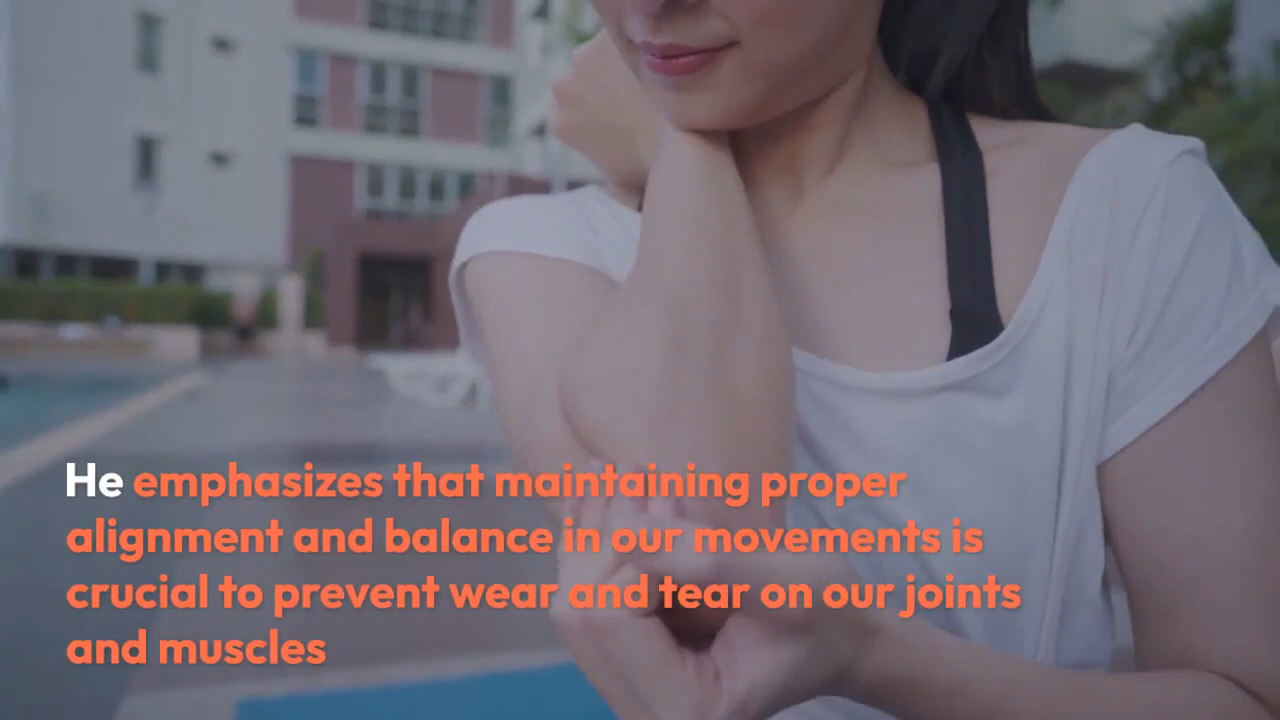 He emphasizes that maintaining proper
alignment and balance in our movements is
crucial to prevent wear and tear on our joints
and muscles